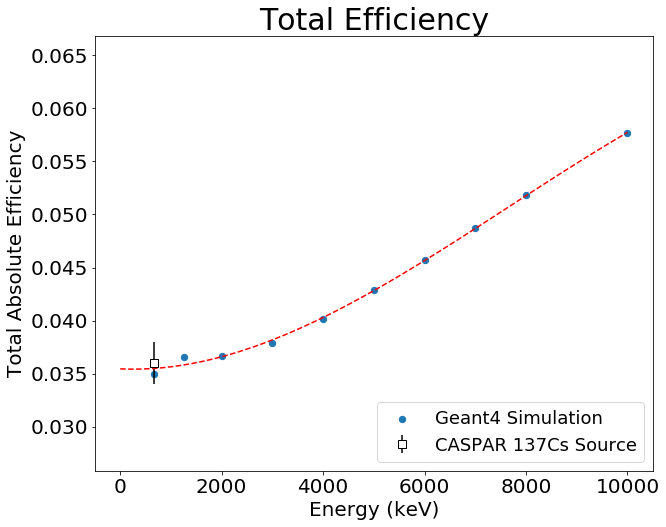 Total Efficiency
Total Absolute Efficiency
0.065
0.060
0.055
0.050
0.045
0.040
0.035
0.030
Geant4 Simulation
CASPAR 137Cs Source
0 2000 4000 6000 8000 10000
Energy (keV)